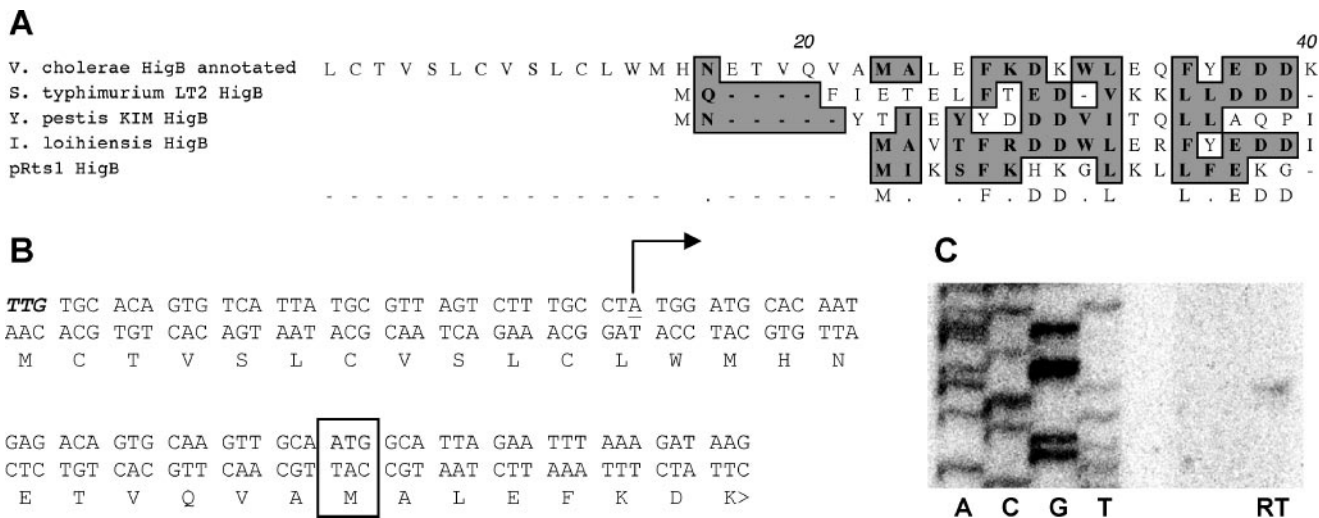 A
20 40
V. cholerae HigB annotated L C T V S L C V S L C L W M H N E T V Q V A M A L E F K D K W L E Q F Y E D D K
S. typhimurium LT2 HigB M Q - - - - F I E T E L F T E D - V K K L L D D D -
Y. pestis KIM HigB M N - - - - - Y T I E Y Y D D D V I T Q L L A Q P I
I. loihiensis HigB M A V T F R D D W L E R F Y E D D I
pRts1 HigB M I K S F K H K G L K L L F E K G -
- - - - - - - - - - - - - - - . - - - - - - M . . . F . D D . L L . E D D
B
TTG TGC ACA GTG TCA TTA TGC GTT AGT CTT TGC CTA TGG ATG CAC AAT
AAC ACG TGT CAC AGT AAT ACG CAA TCA GAA ACG GAT ACC TAC GTG TTA
M C T V S L C V S L C L W M H N
GAG ACA GTG CAA GTT GCA ATG GCA TTA GAA TTT AAA GAT AAG
CTC TGT CAC GTT CAA CGT TAC CGT AAT CTT AAA TTT CTA TTC
E T V Q V A M A L E F K D K>
C
A C G T RT